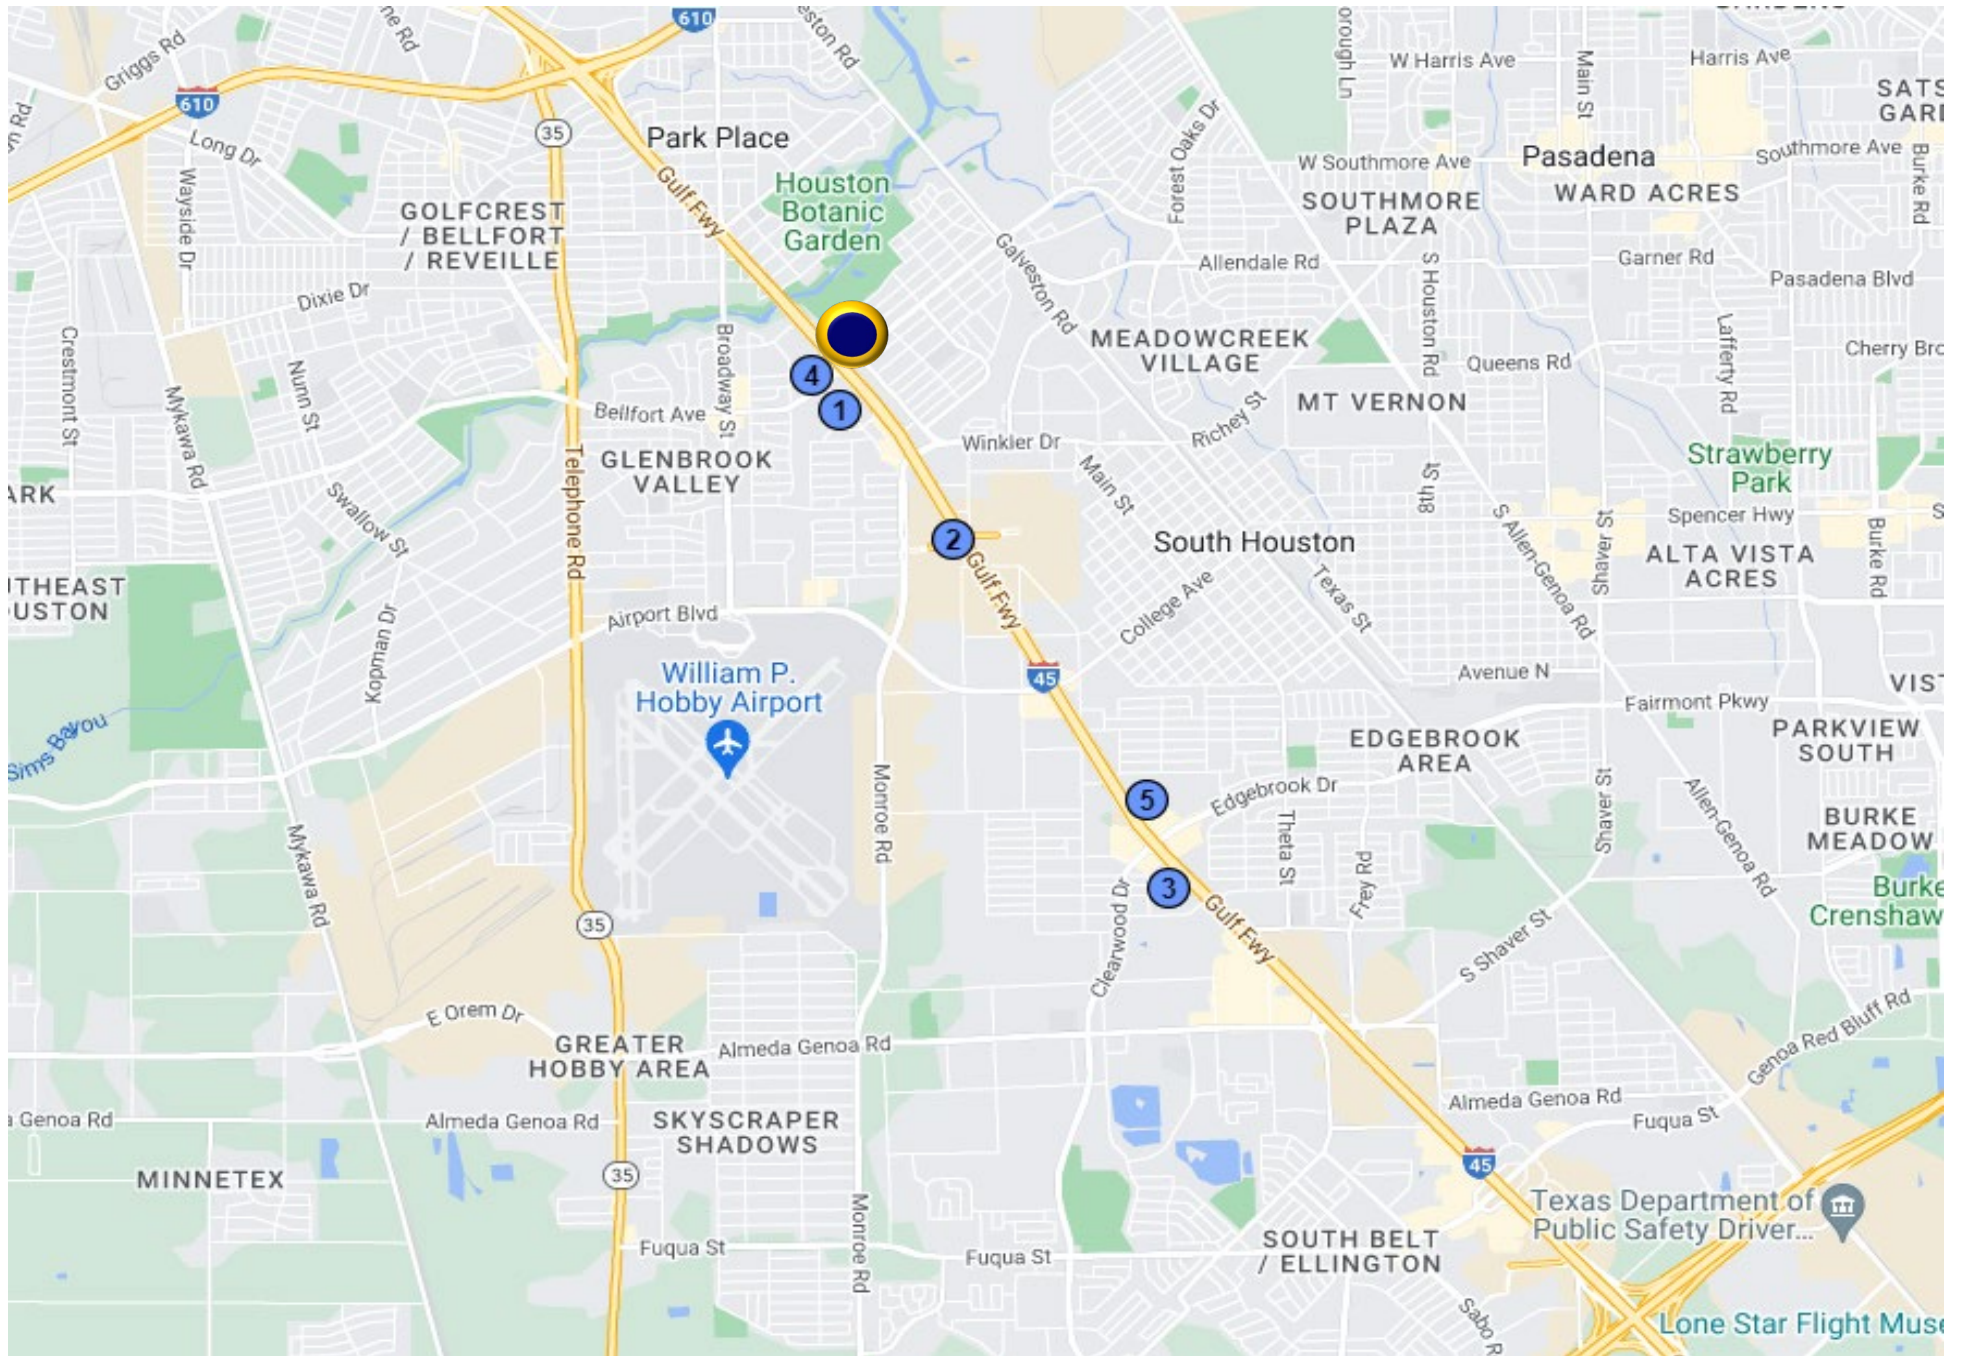 610
Griggs Rd
W Harris Ave
Harris Ave
Main St
610
35
Park Place
Long Dr
Wayside Dr
Gulf Fwy
Houston
Botanic
Garden
Forest Oaks Dr
W Southmore Ave
Pasadena
Southmore Ave
Burke Rd
WARD ACRES
SOUTHMORE
PLAZA
GOLFCREST
/ BELLFORT
/ REVEILLE
Galveston Rd
Allendale Rd
S Houston Rd
Garner Rd
Pasadena Blvd
Dixie Dr
Crestmont St
Nunn St
Mykawa Rd
Broadway St
MEADOWCREEK
VILLAGE
Queens Rd
Lafferty Rd
4
1
Bellfort Ave
Winkler Dr
Richey St
MT VERNON
Telephone Rd
GLENBROOK
VALLEY
Main St
8th St
Strawberry
Park
Swallow St
2
Gulf Fwy
South Houston
S Allen-Genoa Rd
Shaver St
Spencer Hwy
ALTA VISTA
ACRES
Burke Rd
Kopman Dr
Airport Blvd
College Ave
Texas St
William P.
Hobby Airport
45
Avenue N
Fairmont Pkwy
Sims Bayou
Monroe Rd
EDGEBROOK
AREA
PARKVIEW
SOUTH
5
Edgebrook Dr
Theta St
Frey Rd
Shaver St
Allen-Genoa Rd
BURKE
MEADOW
Mykawa Rd
3
Clearwood Dr
Gulf Fwy
35
S Shaver St
E Orem Dr
GREATER
HOBBY AREA
Almeda Genoa Rd
Genoa Red Bluff Rd
Almeda Genoa Rd
Fuqua St
Genoa Rd
Almeda Genoa Rd
SKYSCRAPER
SHADOWS
35
MINNETEX
45
Texas Department of
Public Safety Driver...
Monroe Rd
Fuqua St
Fuqua St
SOUTH BELT
/ ELLINGTON
Lone Star Flight